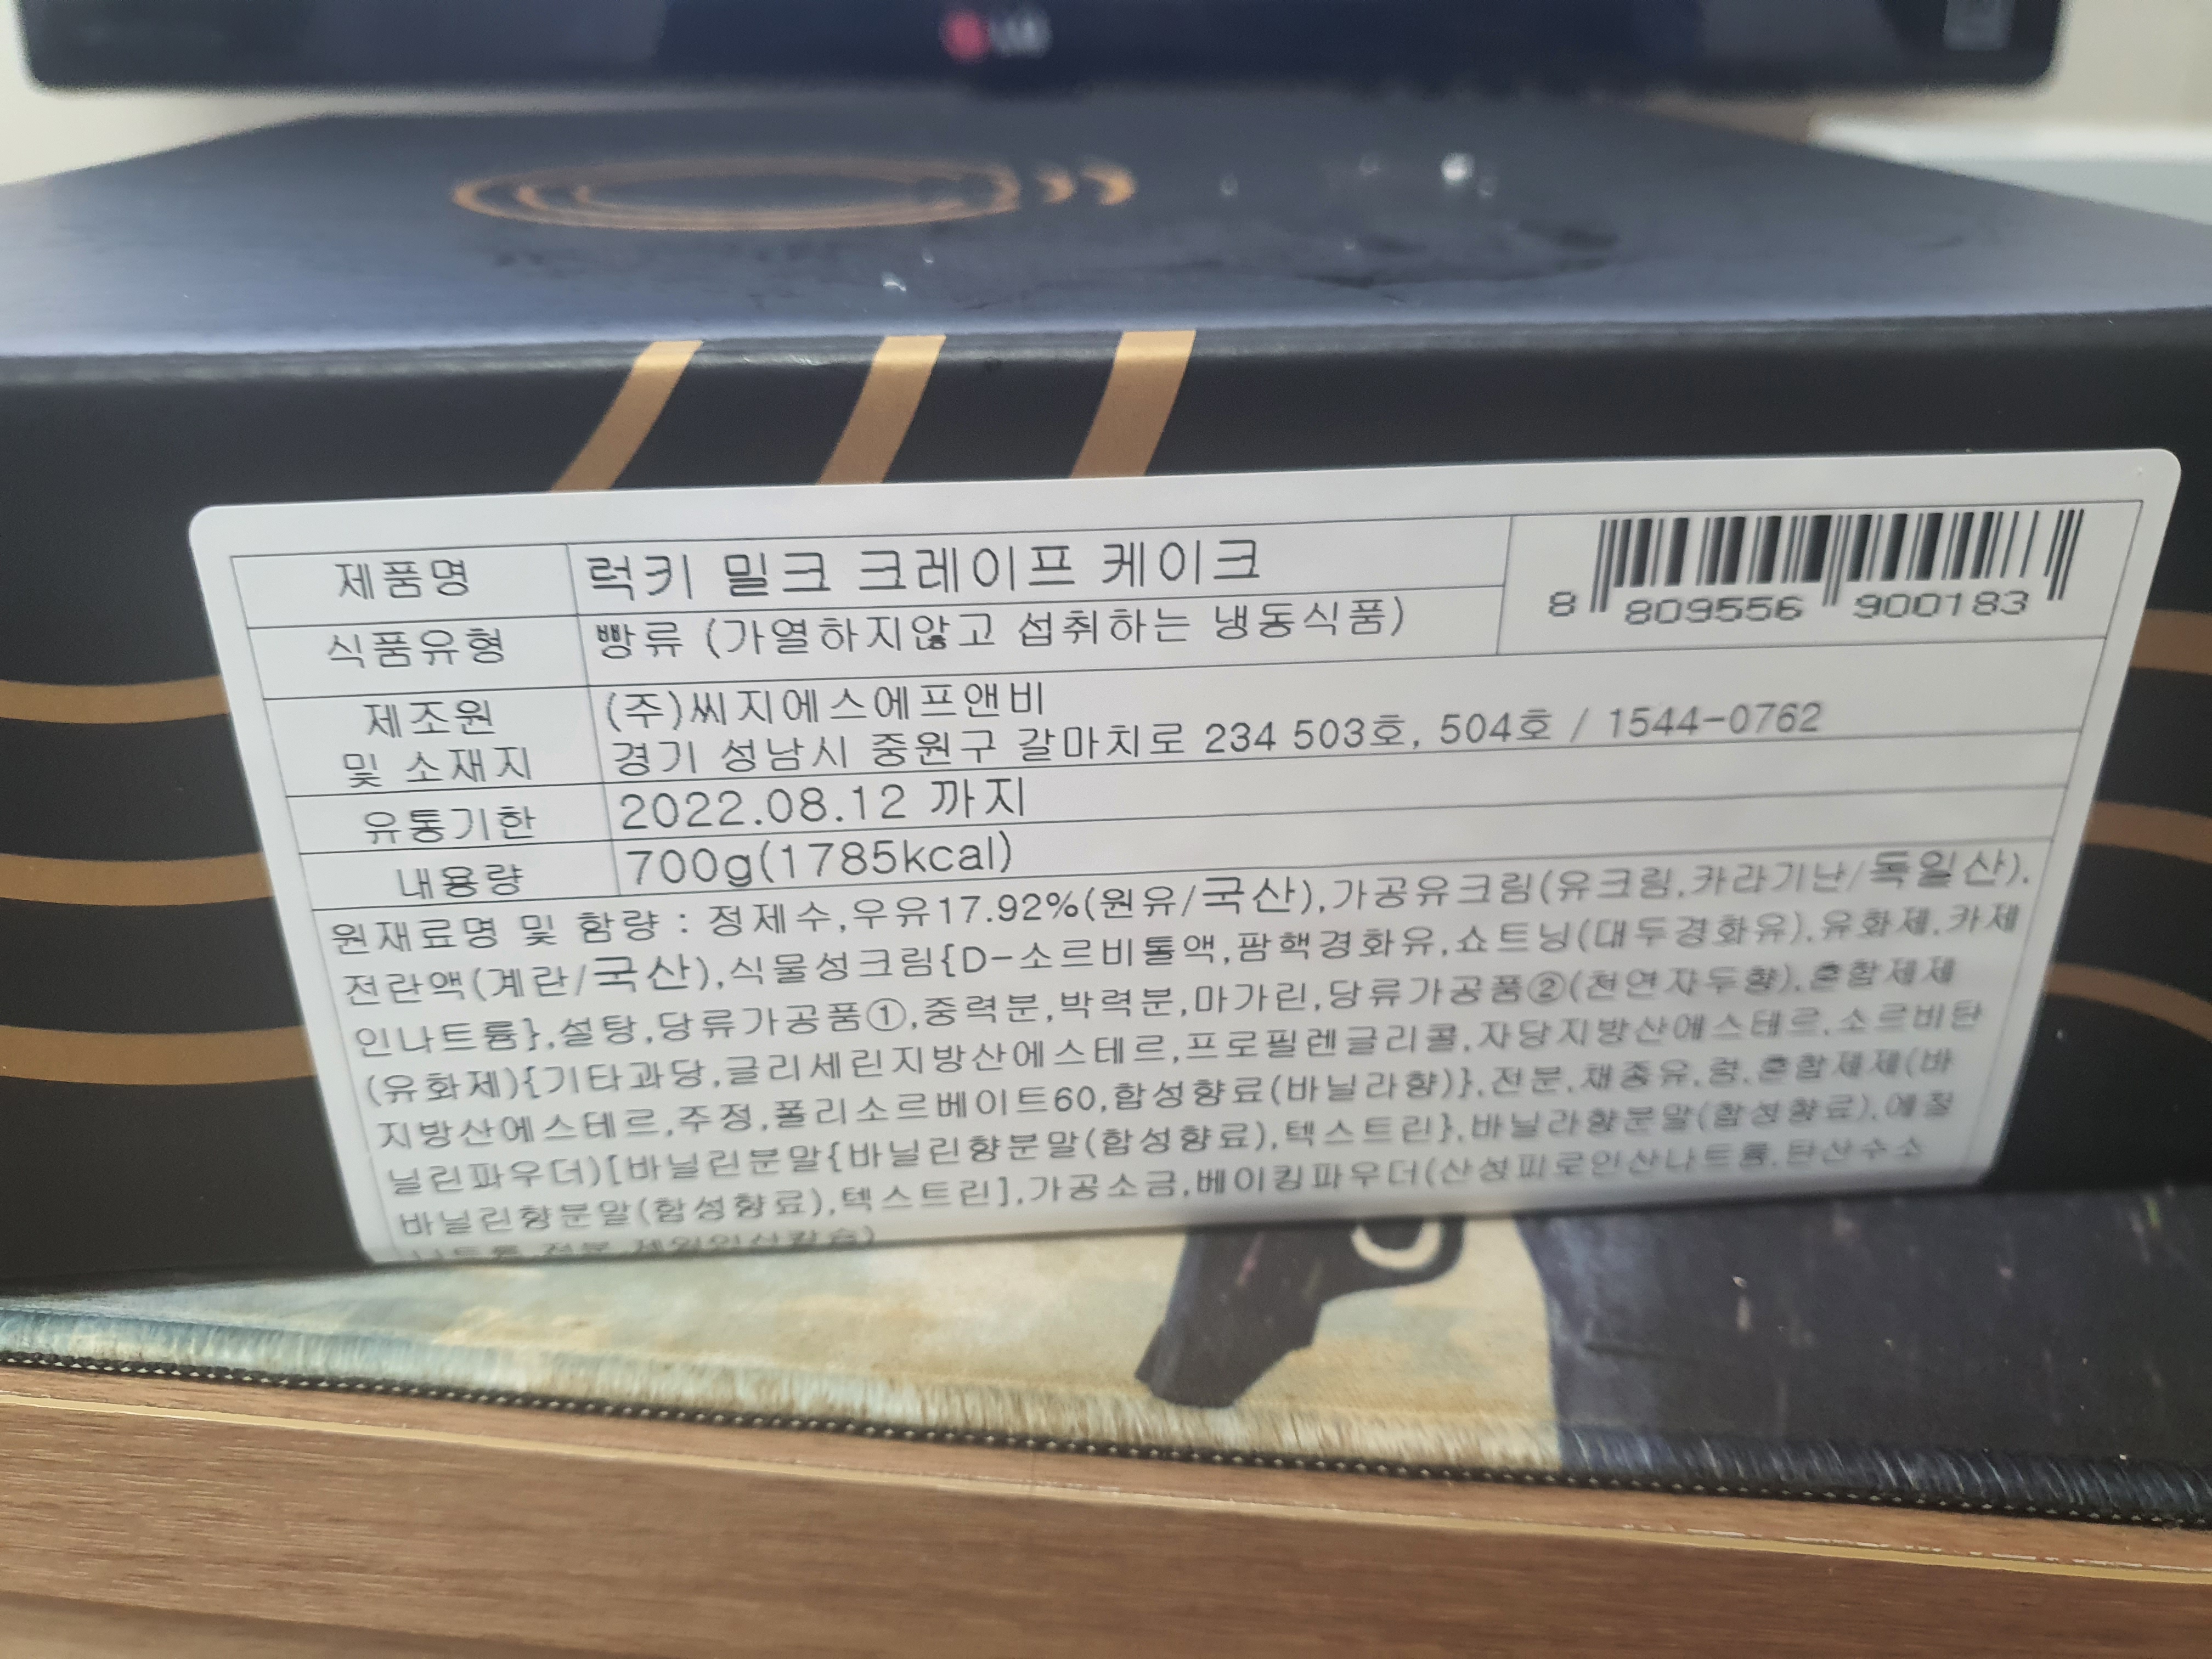 LG
제품명 럭키 밀크 크레이프 케이크
8 809556 900183
식품유형 빵류 (가열하지않고 섭취하는 냉동식품)
제조원 (주)씨지에스에프앤비
및 소재지 경기 성남시 중원구 갈마치로 234 503호, 504호 / 1544-0762
유통기한 2022.08.12 까지
내용량 700g(1785kcal)
원재료명 및 함량 : 정제수,우유17.92%(원유/국산),가공유크림(유크림,카라기난/독일산),
전란액(계란/국산),식물성크림{D-소르비톨액,팜핵경화유,쇼트닝(대두경화유),유화제,카제
인나트륨},설탕,당류가공품①,중력분,박력분,마가린,당류가공품②(천연자두향),혼합제제
(유화제){기타과당,글리세린지방산에스테르,프로필렌글리콜,자당지방산에스테르,소르비탄
지방산에스테르,주정,폴리소르베이트60,합성향료(바닐라향)},전분,채종유,혼합제제(바
닐린파우더)[바닐린분말{바닐린향분말(합성향료),텍스트린},바닐라향분말(합성향료),에틸
바닐린향분말(합성향료),텍스트린],가공소금,베이킹파우더(산성피로인산나트륨,탄산수소
나트륨,전분,제일인산칼슘)